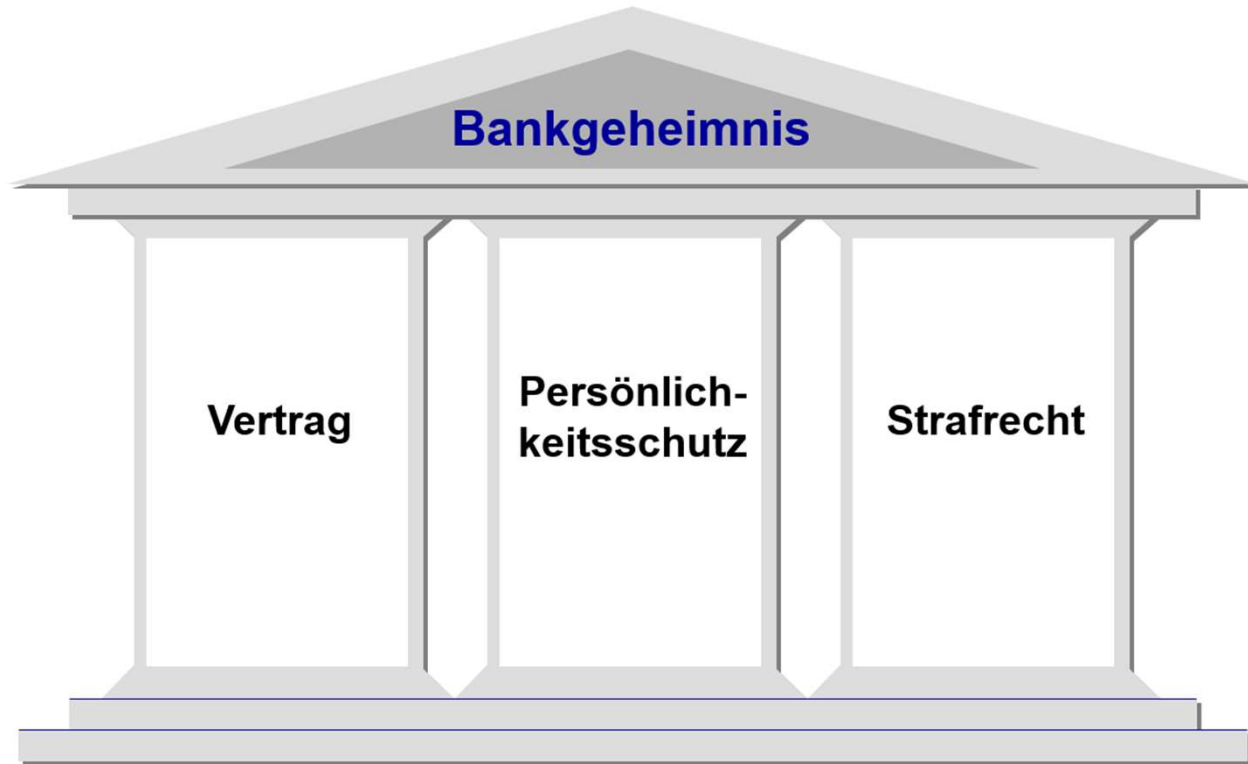 Bankgeheimnis
Vertrag
Persönlich-
keitsschutz
Strafrecht